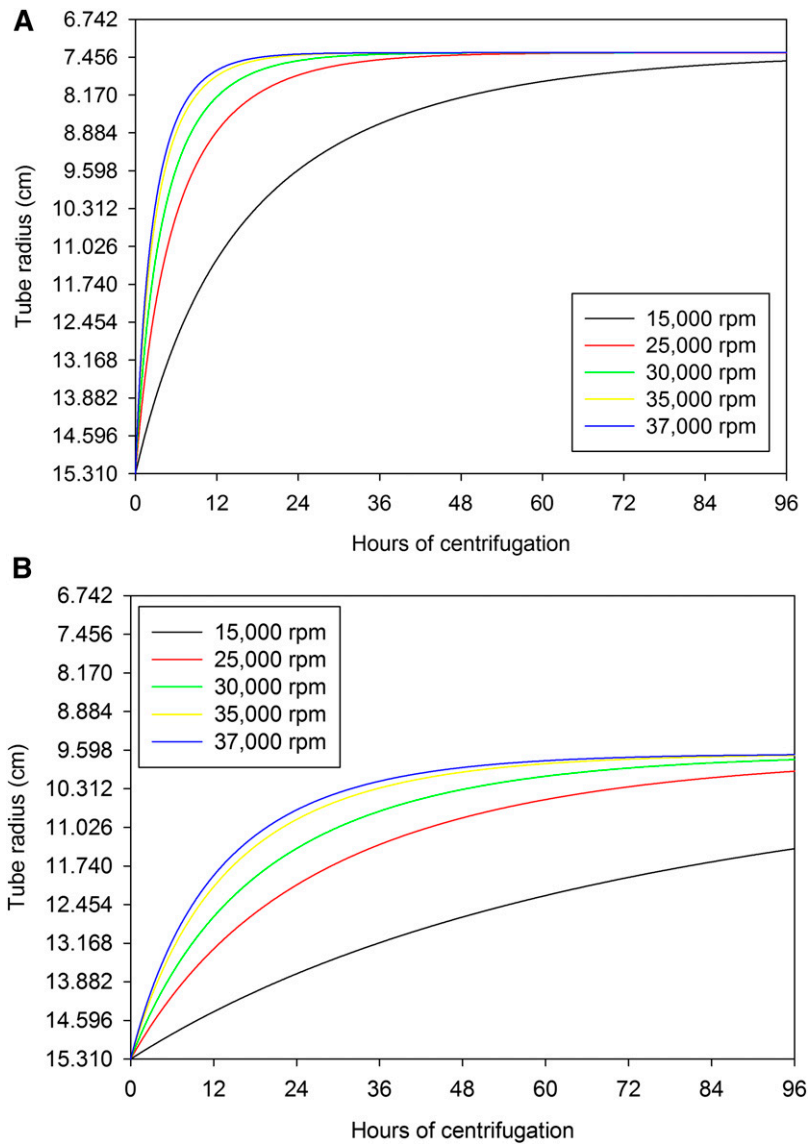 A
6.742
7.456
8.170
8.884
9.598
10.312
11.026
11.740
12.454
13.168
13.882
14.596
15.310
Tube radius (cm)
15,000 rpm
25,000 rpm
30,000 rpm
35,000 rpm
37,000 rpm
0 12 24 36 48 60 72 84 96
Hours of centrifugation
B
6.742
7.456
8.170
8.884
9.598
10.312
11.026
11.740
12.454
13.168
13.882
14.596
15.310
Tube radius (cm)
15,000 rpm
25,000 rpm
30,000 rpm
35,000 rpm
37,000 rpm
0 12 24 36 48 60 72 84 96
Hours of centrifugation